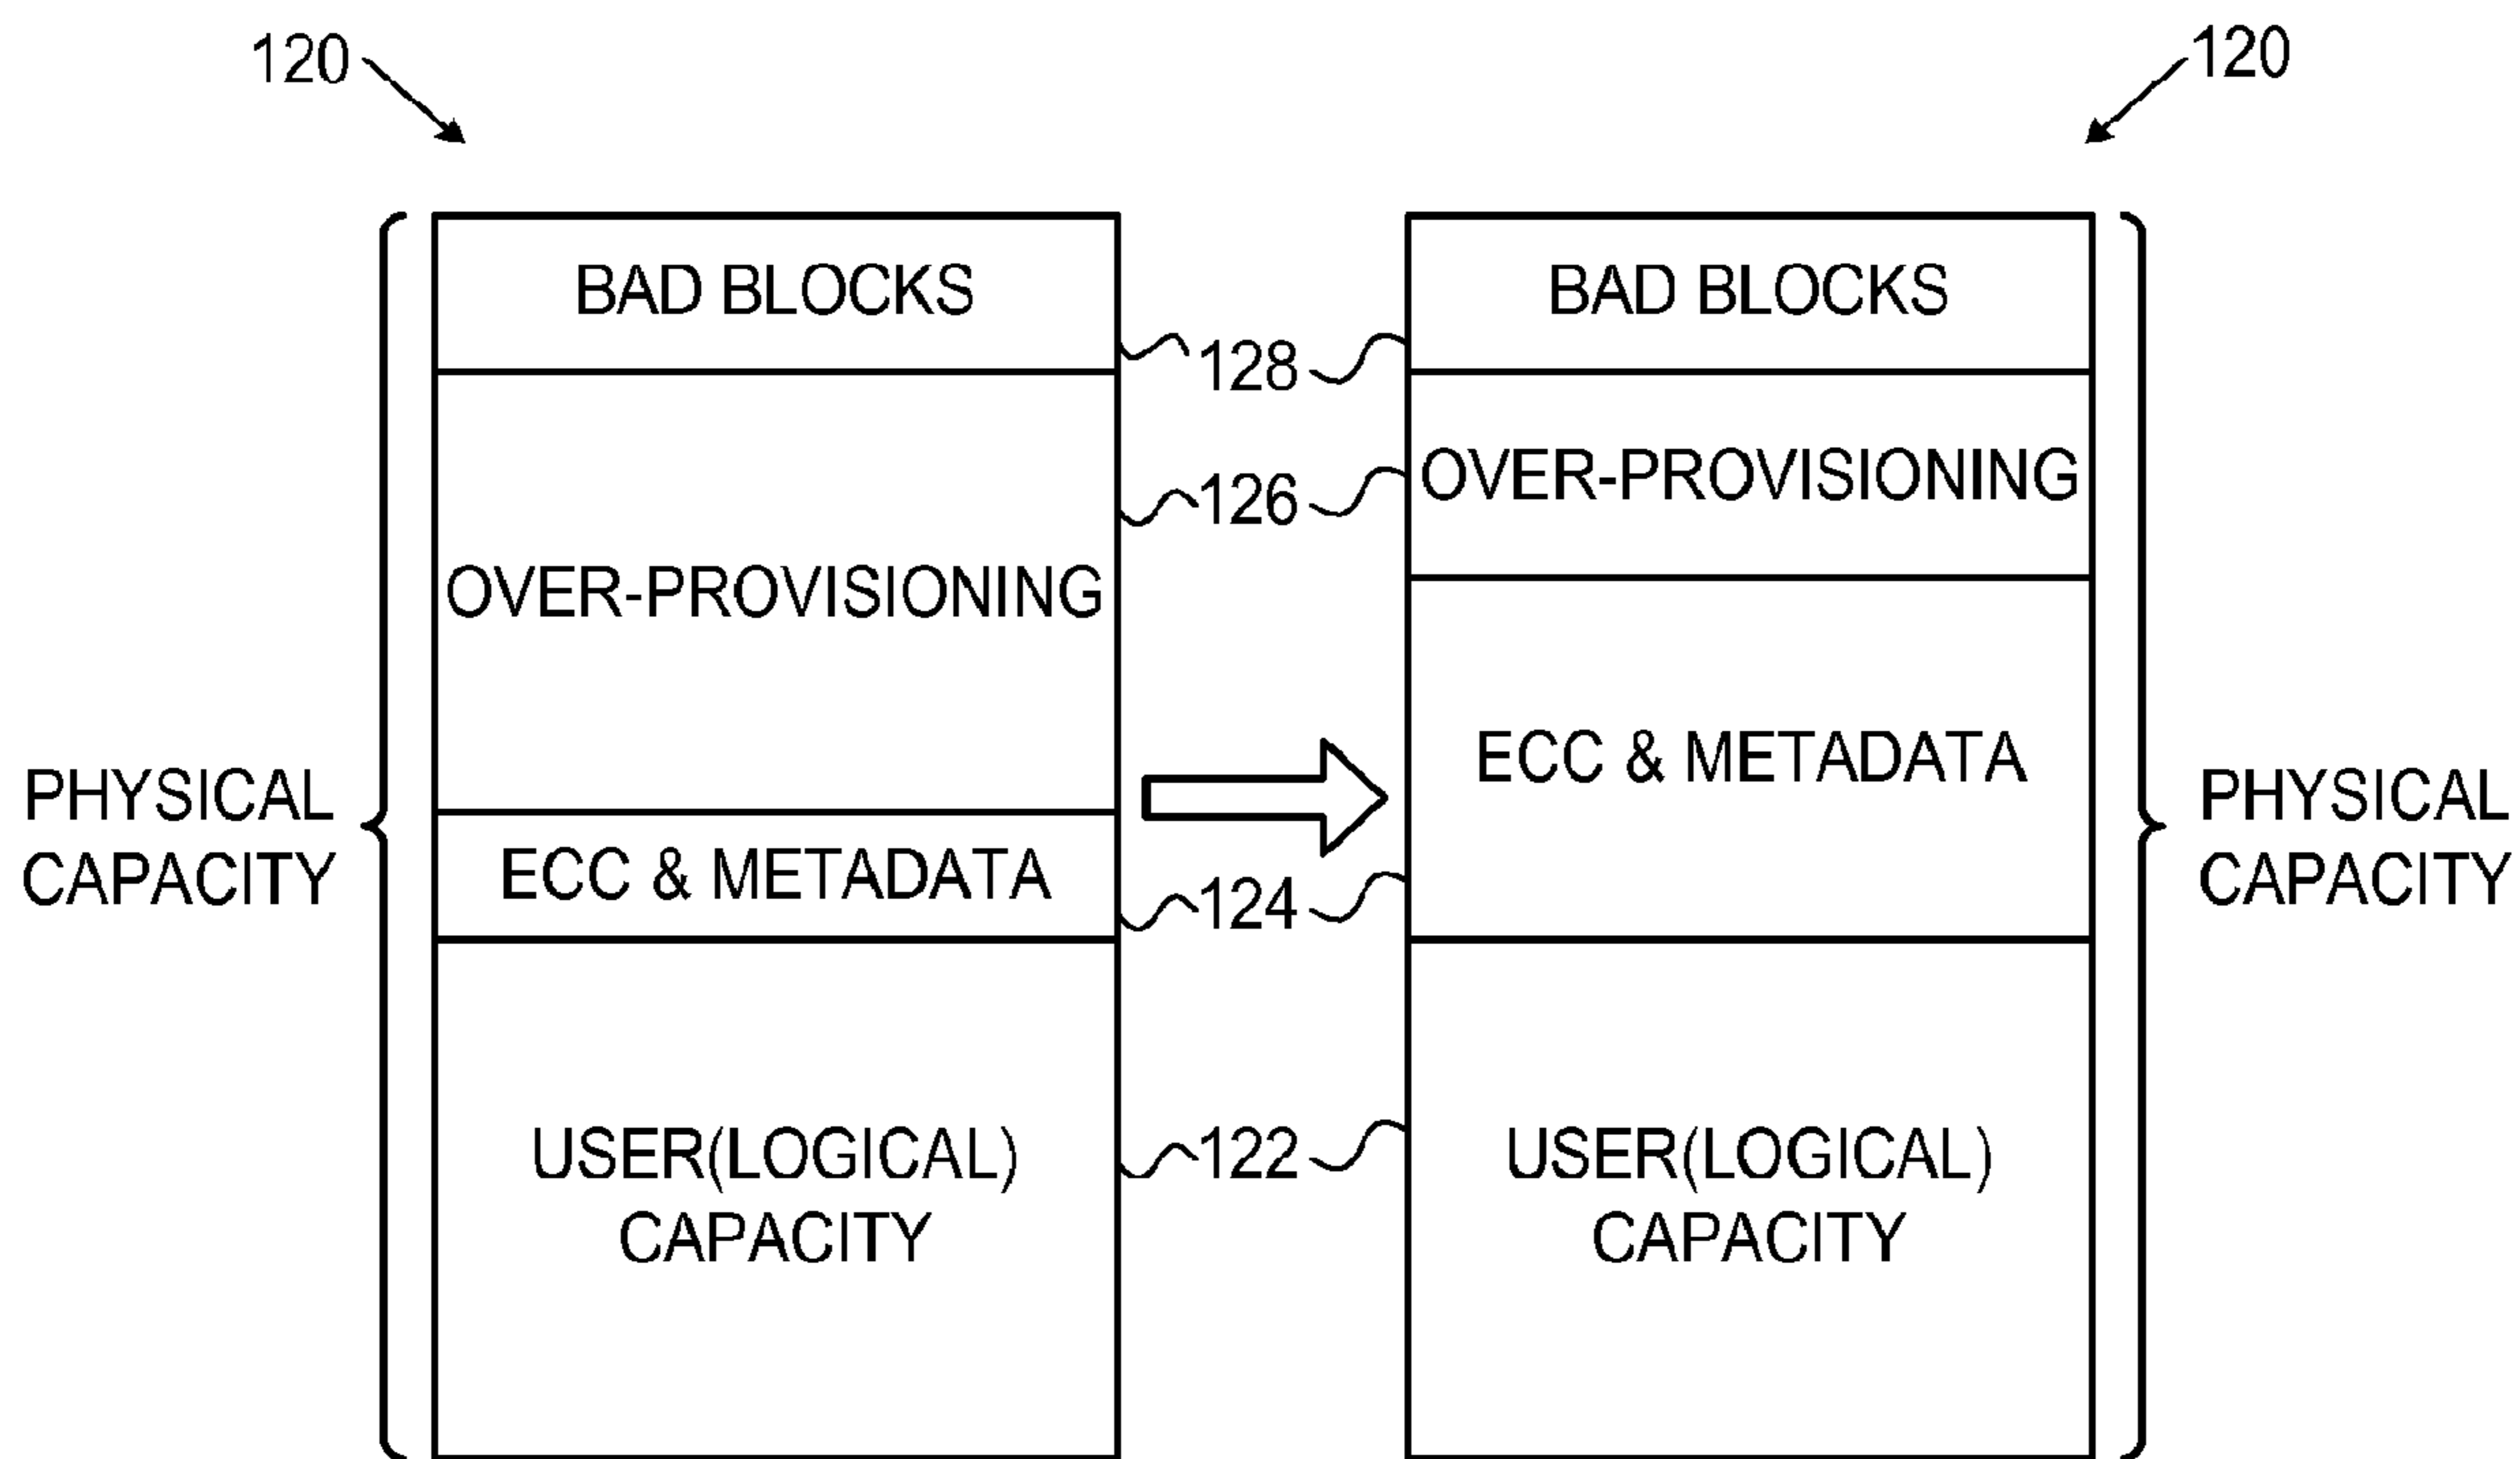 120
120
BAD BLOCKS
BAD BLOCKS
128
OVER-PROVISIONING
126
OVER-PROVISIONING
ECC & METADATA
PHYSICAL
CAPACITY
PHYSICAL
CAPACITY
ECC & METADATA
124
USER(LOGICAL)
CAPACITY
122
USER(LOGICAL)
CAPACITY